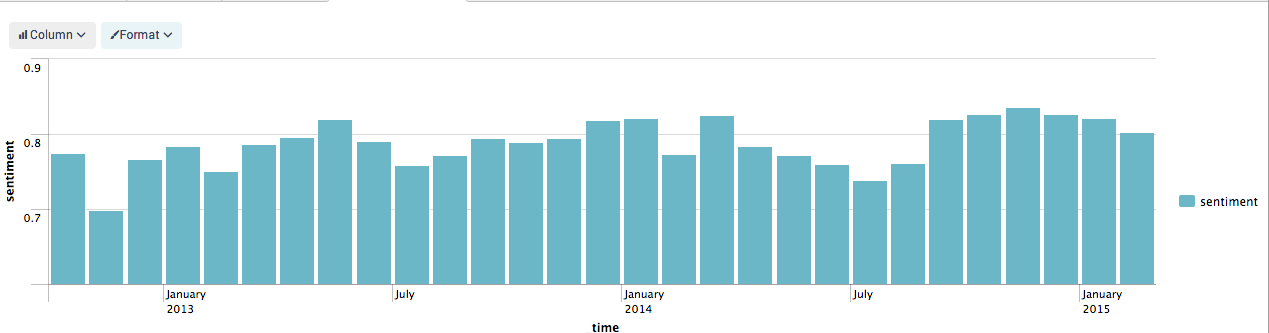 Column Format
0.9
0.8
0.7
sentiment
January
2013
July
January
2014
July
January
2015
time
sentiment